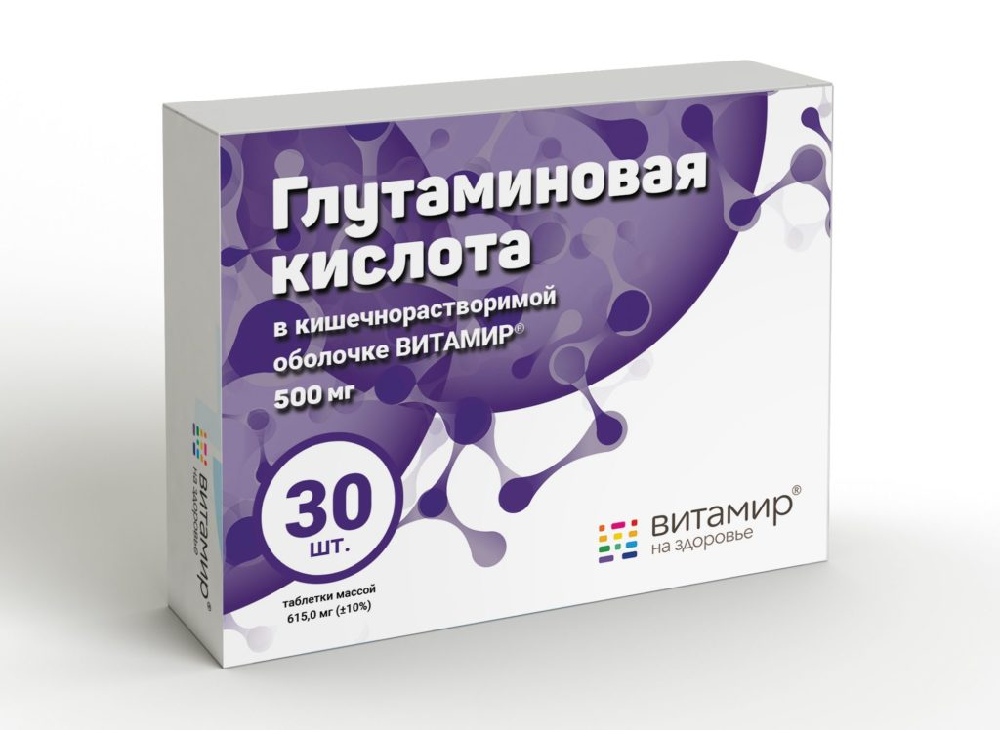 Глутаминовая
кислота
в кишечнорастворимой
оболочке ВИТАМИР®
500 мг
30
шт.
таблетки массой
615,0 мг (±10%)
витамир®
на здоровье
витамир®
на здоровье